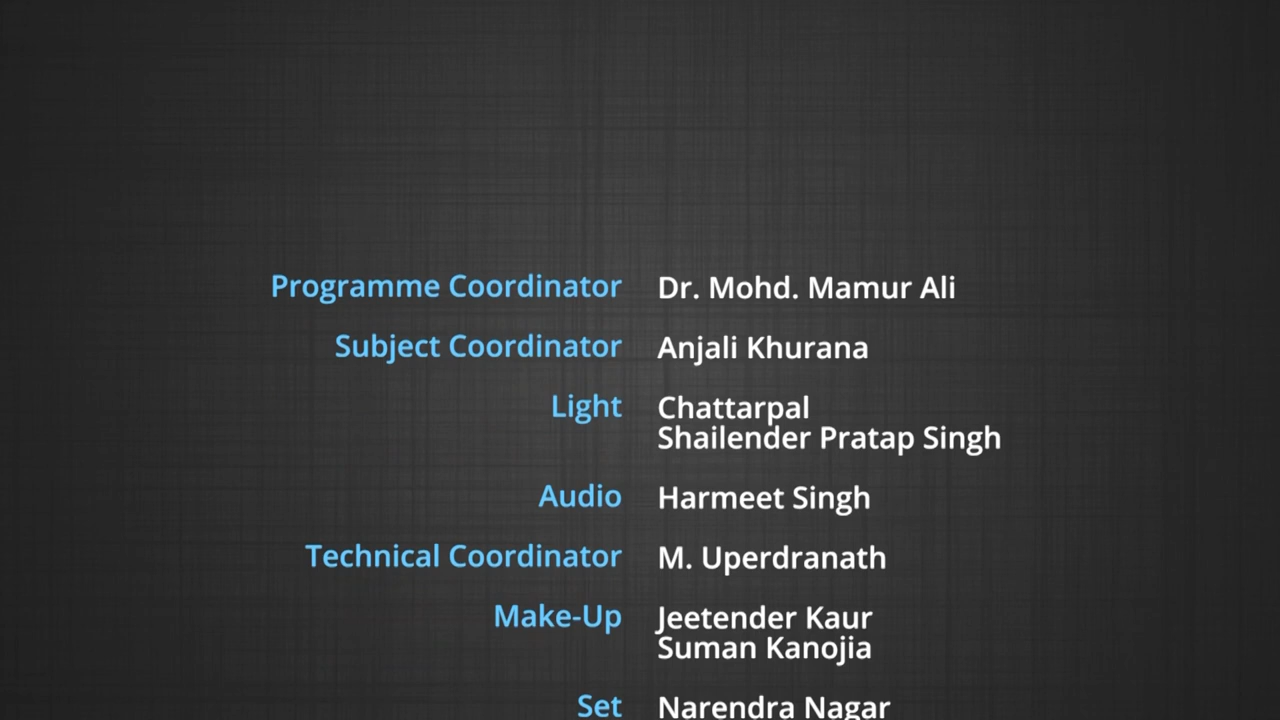 Programme Coordinator Dr. Mohd. Mamur Ali
Subject Coordinator Anjali Khurana
Light Chattarpal
Shailender Pratap Singh
Audio Harmeet Singh
Technical Coordinator M. Uperdranath
Make-Up Jeetender Kaur
Suman Kanojia
Set Narendra Nagar